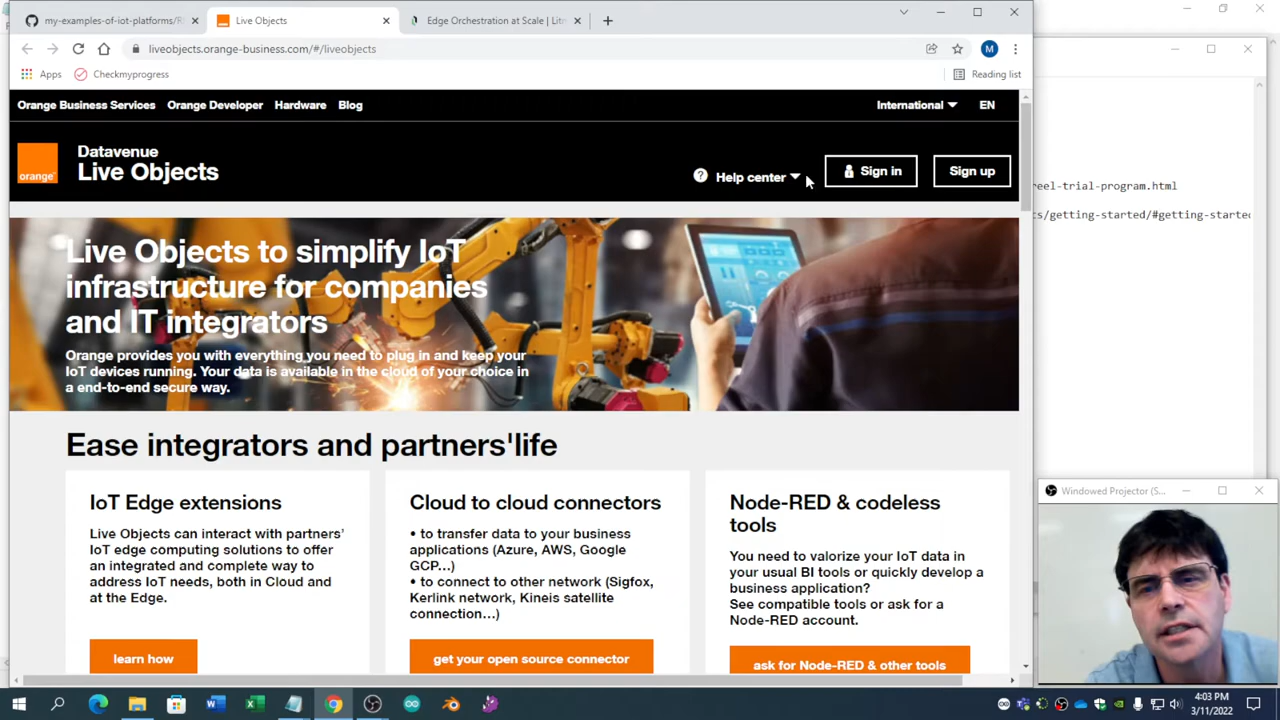 my-examples-of-iot-platforms/R
Live Objects
Edge Orchestration at Scale | Lit
liveobjects.orange-business.com/#/liveobjects
M
Apps
Checkmyprogress
Reading list
Orange Business Services
Orange Developer
Hardware
Blog
International
EN
orange
Datavenue
Live Objects
? Help center
Sign in
Sign up
reel-trial-program.html
ts/getting-started/#getting-started
Live Objects to simplify IoT
infrastructure for companies
and IT integrators
Orange provides you with everything you need to plug in and keep your
IoT devices running. Your data is available in the cloud of your choice in
a end-to-end secure way.
Ease integrators and partners'life
IoT Edge extensions
Live Objects can interact with partners’
IoT edge computing solutions to offer
an integrated and complete way to
address IoT needs, both in Cloud and
at the Edge.
learn how
Cloud to cloud connectors
• to transfer data to your business
applications (Azure, AWS, Google
GCP...)
• to connect to other network (Sigfox,
Kerlink network, Kineis satellite
connection...)
get your open source connector
Node-RED & codeless
tools
You need to valorize your IoT data in
your usual BI tools or quickly develop a
business application?
See compatible tools or ask for a
Node-RED account.
ask for Node-RED & other tools
Windowed Projector (S...
4:03 PM
3/11/2022